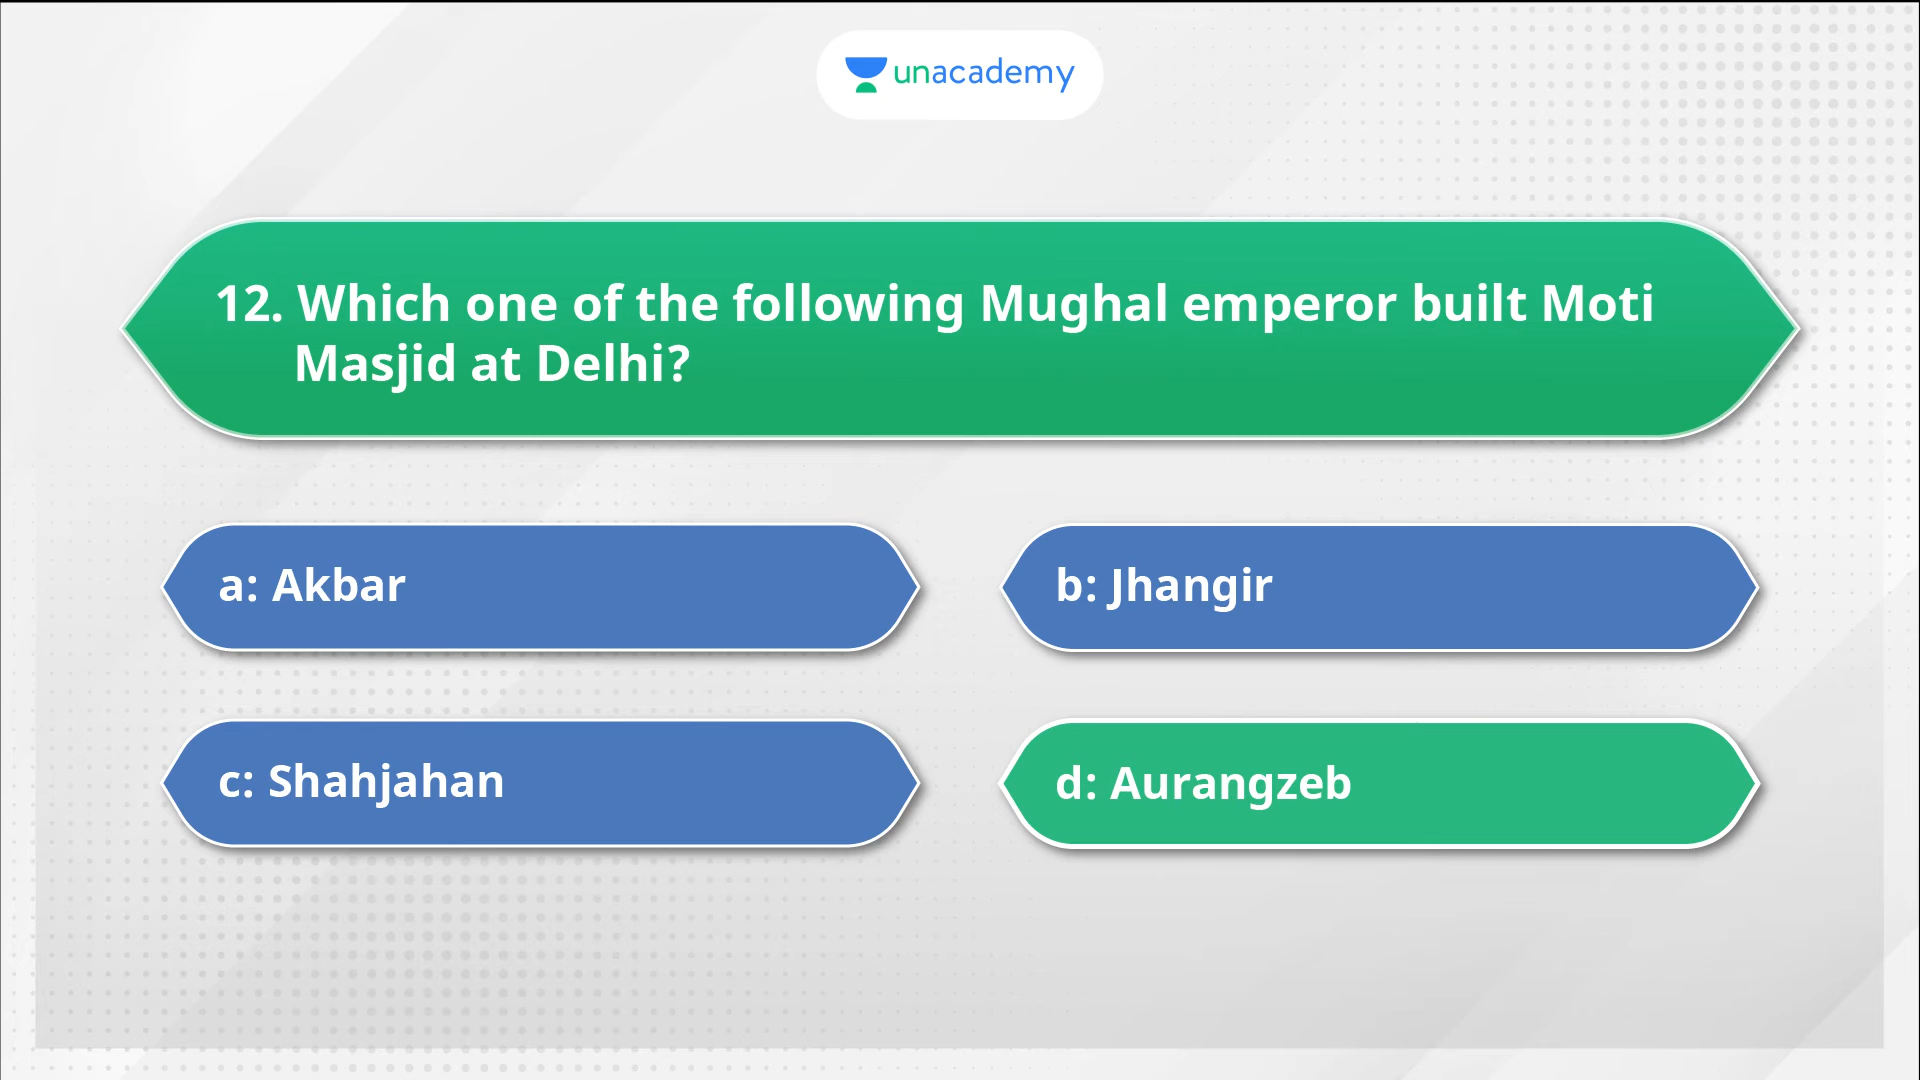 unacademy
12. Which one of the following Mughal emperor built Moti
Masjid at Delhi?
a: Akbar
b: Jhangir
c: Shahjahan
d: Aurangzeb